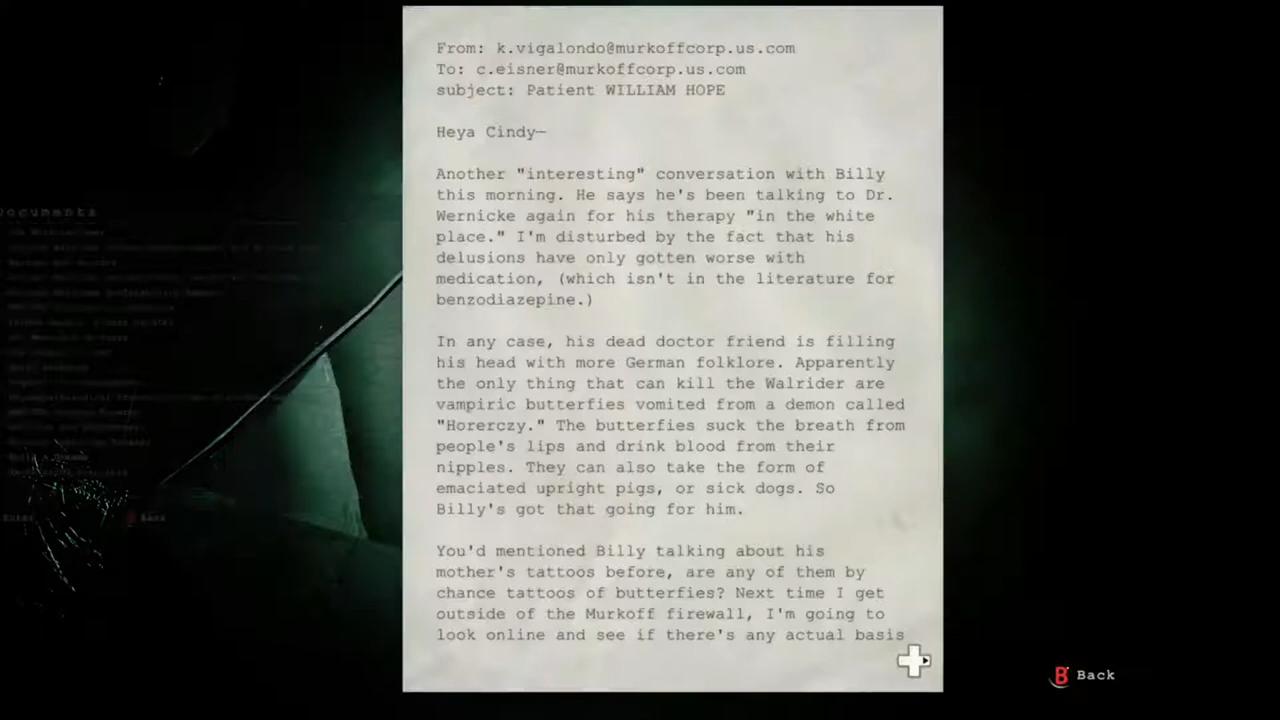 From: k.vigalondo@murkoffcorp.us.com
To: c.eisner@murkoffcorp.us.com
subject: Patient WILLIAM HOPE
Heya Cindy—
Another "interesting" conversation with Billy
this morning. He says he's been talking to Dr.
Wernicke again for his therapy "in the white
place." I'm disturbed by the fact that his
delusions have only gotten worse with
medication, (which isn't in the literature for
benzodiazepine.)
In any case, his dead doctor friend is filling
his head with more German folklore. Apparently
the only thing that can kill the Walrider are
vampiric butterfies vomited from a demon called
"Horerczy." The butterfies suck the breath from
people's lips and drink blood from their
nipples. They can also take the form of
emaciated upright pigs, or sick dogs. So
Billy's got that going for him.
You'd mentioned Billy talking about his
mother's tattoos before, are any of them by
chance tattoos of butterfies? Next time I get
outside of the Murkoff firewall, I'm going to
look online and see if there's any actual basis
Documents
Back
B Back